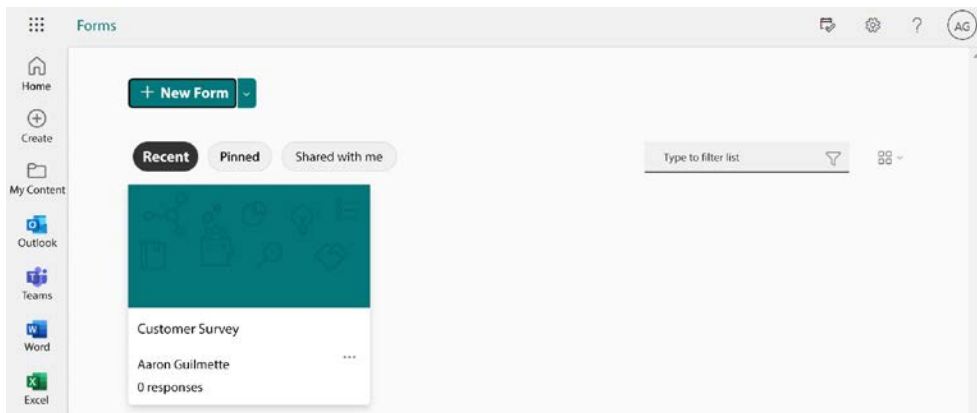 Forms
?
AG
Home
Create
My Content
Outlook
Teams
Word
Excel
+ New Form
Recent
Pinned
Shared with me
Type to filter list
Customer Survey
Aaron Guilmette
...
0 responses